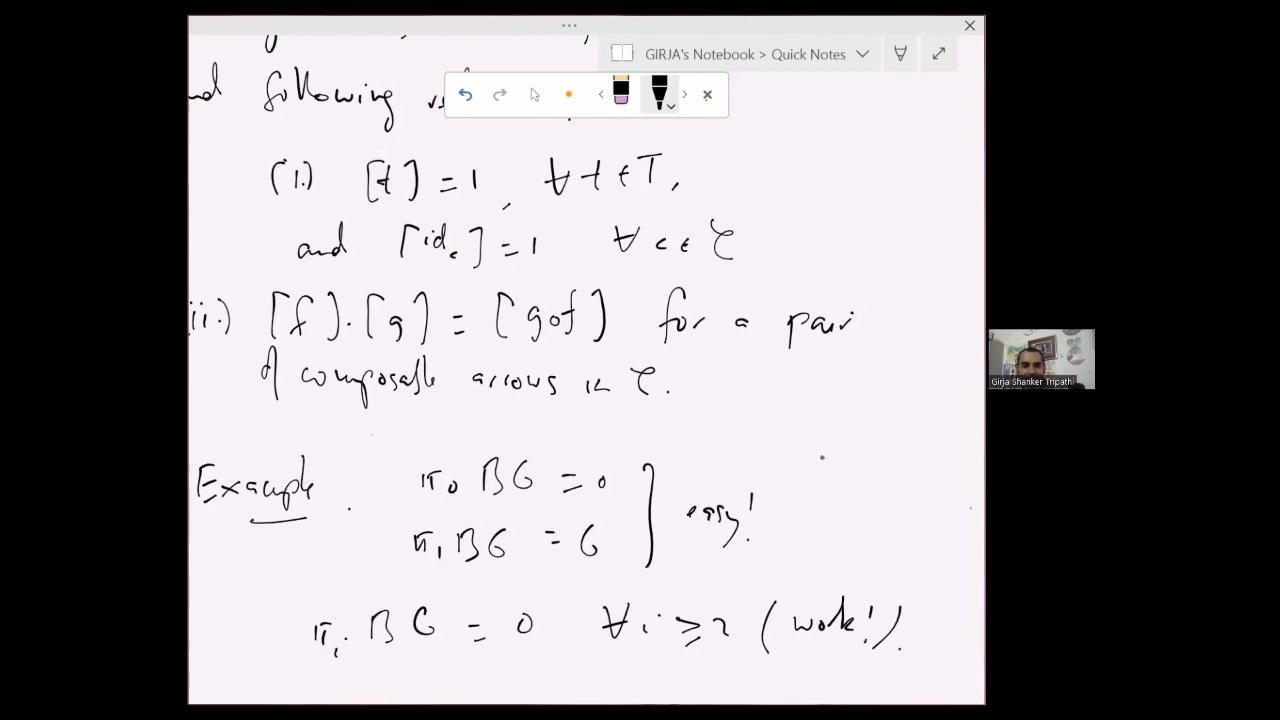 GIRJA's Notebook > Quick Notes
nd following
(i.) [t] = 1, ∀ t ∈ T,
and [id_c] = 1 ∀ c ∈ 𝒞
ii.) [f].[g] = [g∘f] for a pair
of composable arrows in 𝒞.
Example. π₀ BG = 0
π₁ BG = G
easy!
πᵢ BG = 0 ∀ i ≥ 2 (work!).
Girja Shanker Tripathi